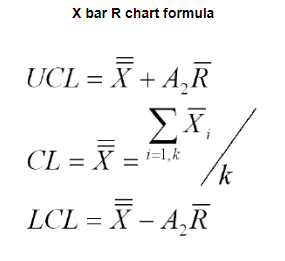 X bar R chart formula
UCL = X̿ + A₂R̄
CL = X̿ = ∑ i=1,k X̄ᵢ / k
LCL = X̿ − A₂R̄